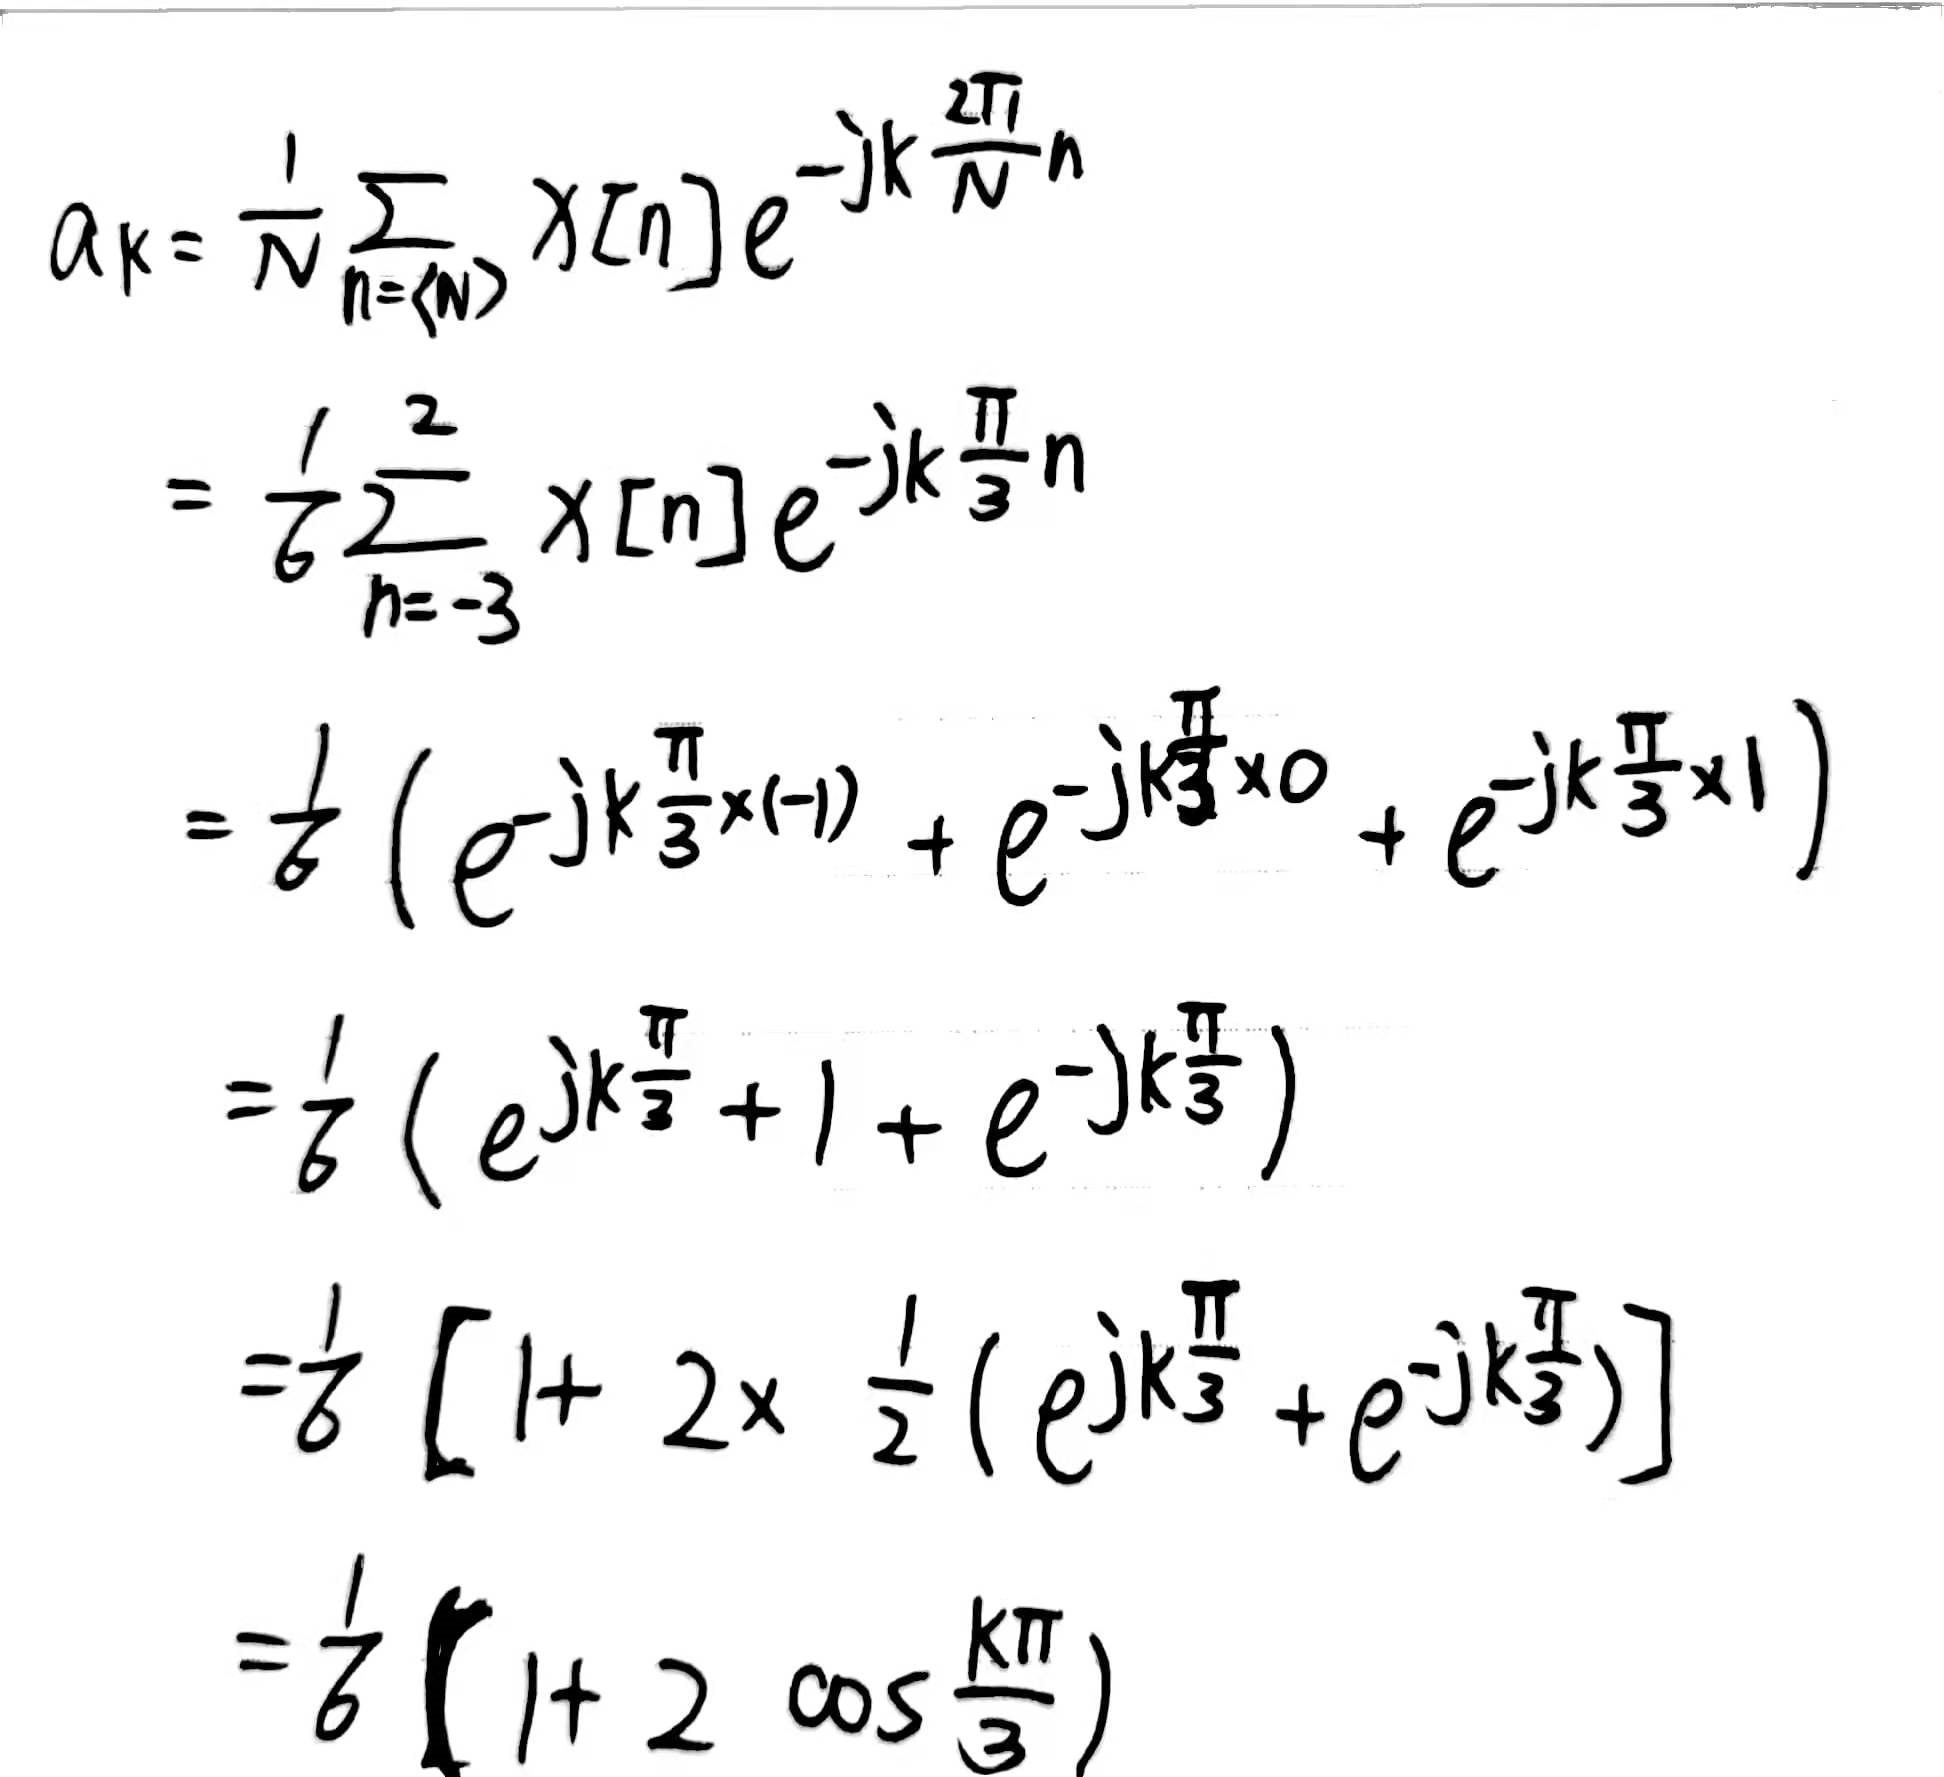 aₖ = 1/N Σ_{n=⟨N⟩} x[n] e^{-jk 2π/N n}
= 1/6 Σ_{n=-3}^{2} x[n] e^{-jk π/3 n}
= 1/6 ( e^{-jk π/3 ×(-1)} + e^{-jk π/3 ×0} + e^{-jk π/3 ×1} )
= 1/6 ( e^{jk π/3} + 1 + e^{-jk π/3} )
= 1/6 [ 1 + 2 × 1/2 ( e^{jk π/3} + e^{-jk π/3} ) ]
= 1/6 ( 1 + 2 cos kπ/3 )